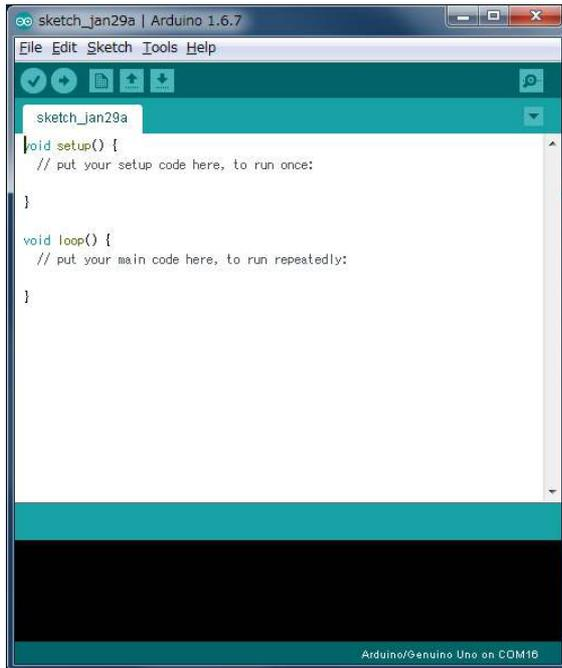 sketch_jan29a | Arduino 1.6.7
File Edit Sketch Tools Help
sketch_jan29a
void setup() {
// put your setup code here, to run once:
}
void loop() {
// put your main code here, to run repeatedly:
}
Arduino/Genuino Uno on COM16